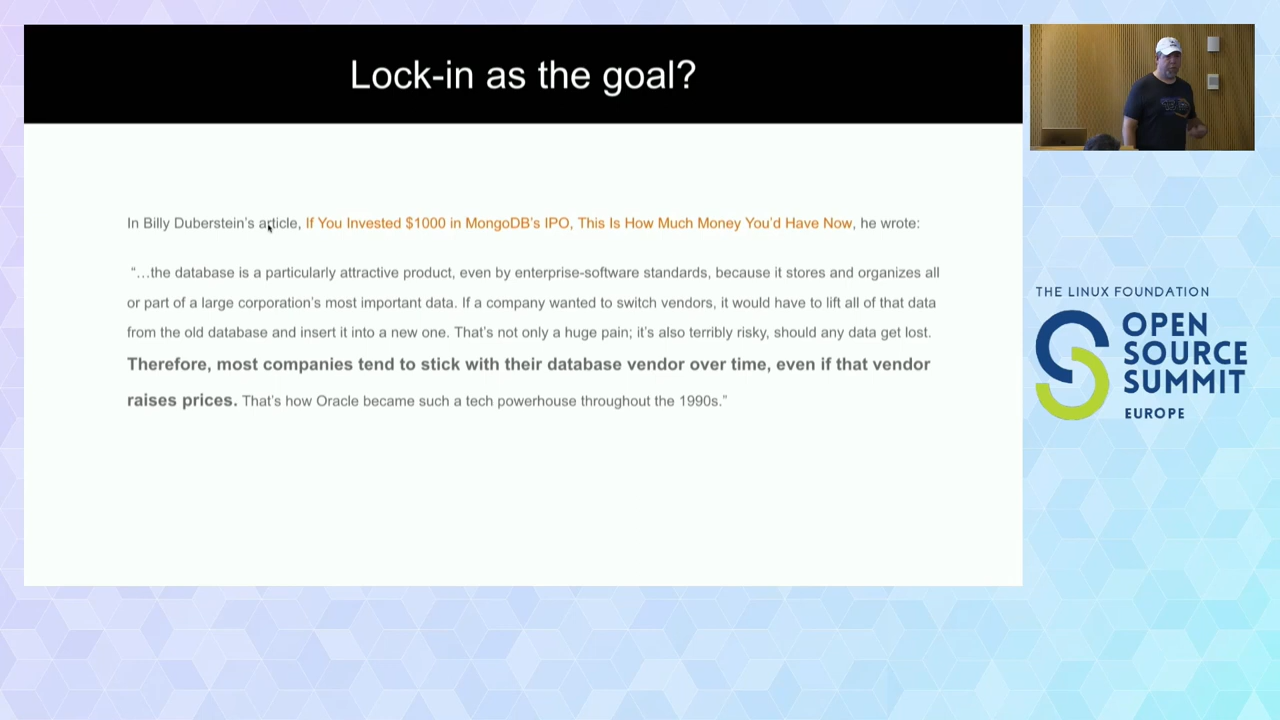 Lock-in as the goal?
In Billy Duberstein's article, If You Invested $1000 in MongoDB's IPO, This Is How Much Money You'd Have Now, he wrote:
“…the database is a particularly attractive product, even by enterprise-software standards, because it stores and organizes all
or part of a large corporation's most important data. If a company wanted to switch vendors, it would have to lift all of that data
from the old database and insert it into a new one. That's not only a huge pain; it's also terribly risky, should any data get lost.
Therefore, most companies tend to stick with their database vendor over time, even if that vendor
raises prices. That's how Oracle became such a tech powerhouse throughout the 1990s.”
THE LINUX FOUNDATION
OPEN
SOURCE
SUMMIT
EUROPE